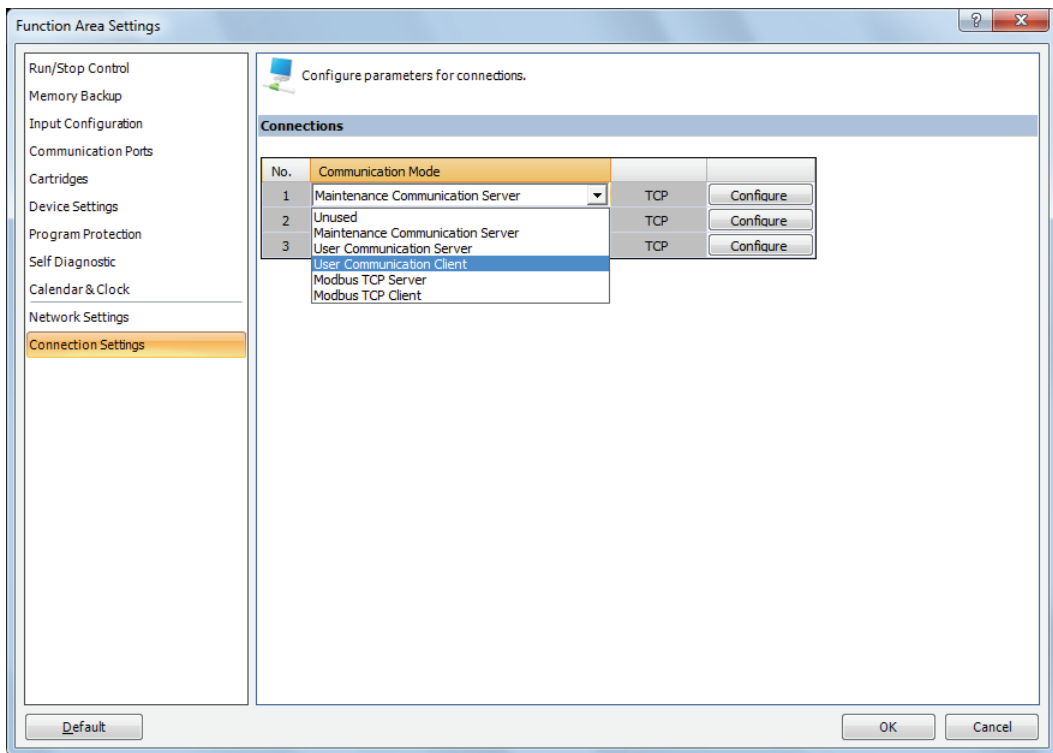 Function Area Settings
?
X
Run/Stop Control
Memory Backup
Input Configuration
Communication Ports
Cartridges
Device Settings
Program Protection
Self Diagnostic
Calendar & Clock
Network Settings
Connection Settings
Configure parameters for connections.
Connections
No. Communication Mode
1 Maintenance Communication Server TCP Configure
2 TCP Configure
3 TCP Configure
Unused
Maintenance Communication Server
User Communication Server
User Communication Client
Modbus TCP Server
Modbus TCP Client
Default
OK
Cancel